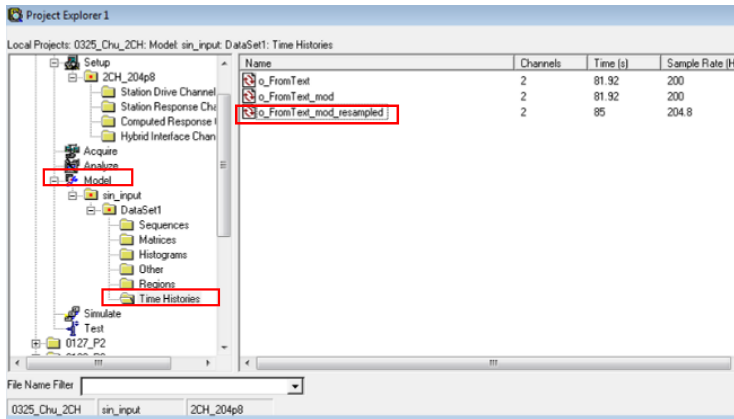 Project Explorer 1
Local Projects: 0325_Chu_2CH: Model: sin_input: DataSet1: Time Histories
Setup
2CH_204p8
Station Drive Channel
Station Response Cha
Computed Response
Hybrid Interface Chan
Acquire
Analyze
Model
sin_input
DataSet1
Sequences
Matrices
Histograms
Other
Regions
Time Histories
Simulate
Test
0127_P2
Name Channels Time (s) Sample Rate (H
o_FromText 2 81.92 200
o_FromText_mod 2 81.92 200
o_FromText_mod_resampled 2 85 204.8
File Name Filter
0325_Chu_2CH sin_input 2CH_204p8